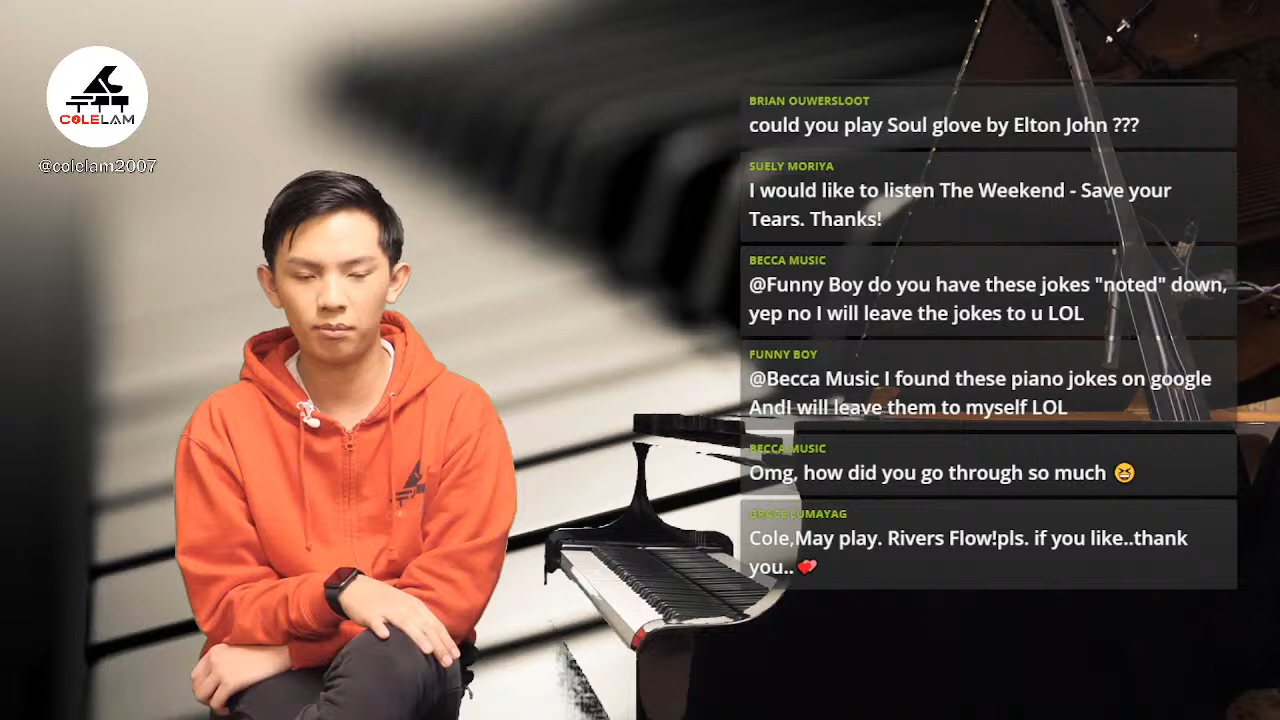 COLELAM
@colelam2007
BRIAN OUWERSLOOT
could you play Soul glove by Elton John ???
SUELY MORIYA
I would like to listen The Weekend - Save your
Tears. Thanks!
BECCA MUSIC
@Funny Boy do you have these jokes "noted" down,
yep no I will leave the jokes to u LOL
FUNNY BOY
@Becca Music I found these piano jokes on google
AndI will leave them to myself LOL
BECCA MUSIC
Omg, how did you go through so much 😆
GRACE LUMAYAG
Cole,May play. Rivers Flow!pls. if you like..thank
you..💕